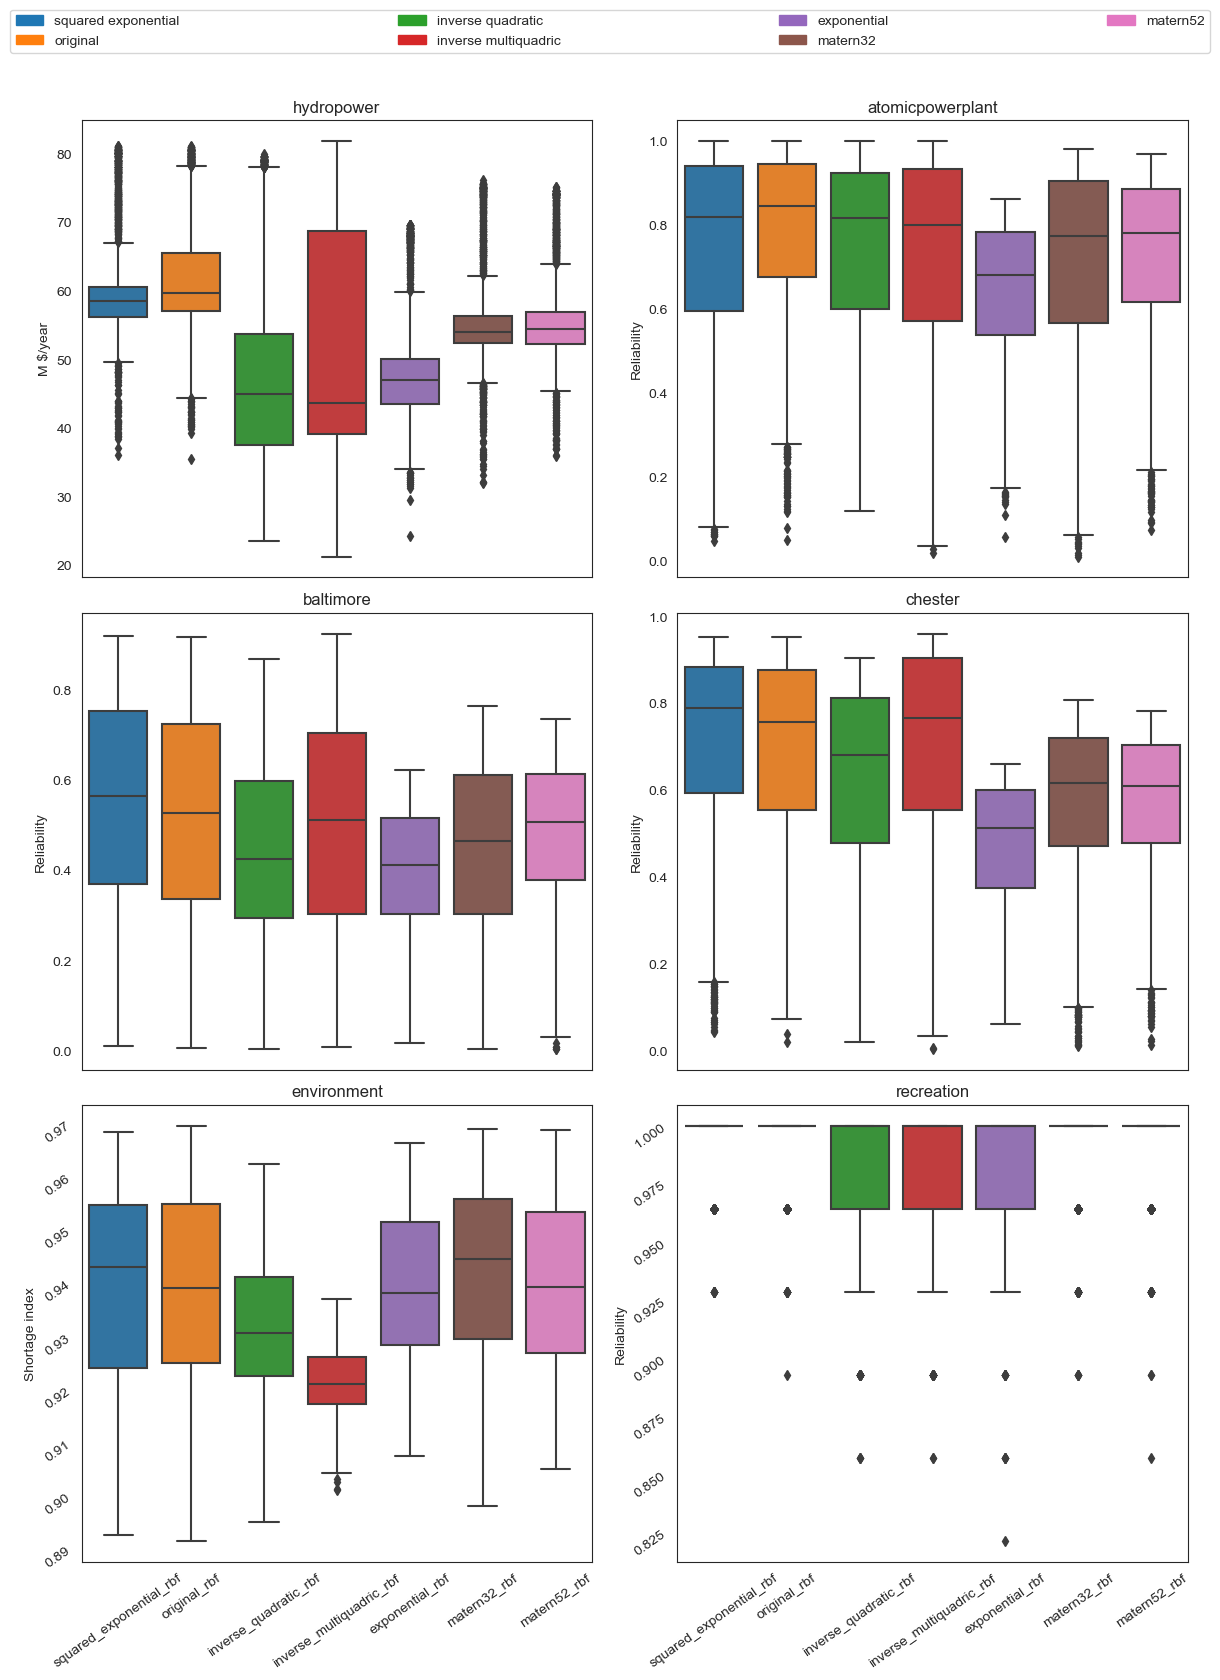 squared exponential
original
inverse quadratic
inverse multiquadric
exponential
matern32
matern52
hydropower
80
70
60
50
40
30
20
M $/year
atomicpowerplant
1.0
0.8
0.6
0.4
0.2
0.0
Reliability
baltimore
0.8
0.6
0.4
0.2
0.0
Reliability
chester
1.0
0.8
0.6
0.4
0.2
0.0
Reliability
environment
0.97
0.96
0.95
0.94
0.93
0.92
0.91
0.90
0.89
Shortage index
squared_exponential_rbf
original_rbf
inverse_quadratic_rbf
inverse_multiquadric_rbf
exponential_rbf
matern32_rbf
matern52_rbf
recreation
1.000
0.975
0.950
0.925
0.900
0.875
0.850
0.825
Reliability
squared_exponential_rbf
original_rbf
inverse_quadratic_rbf
inverse_multiquadric_rbf
exponential_rbf
matern32_rbf
matern52_rbf